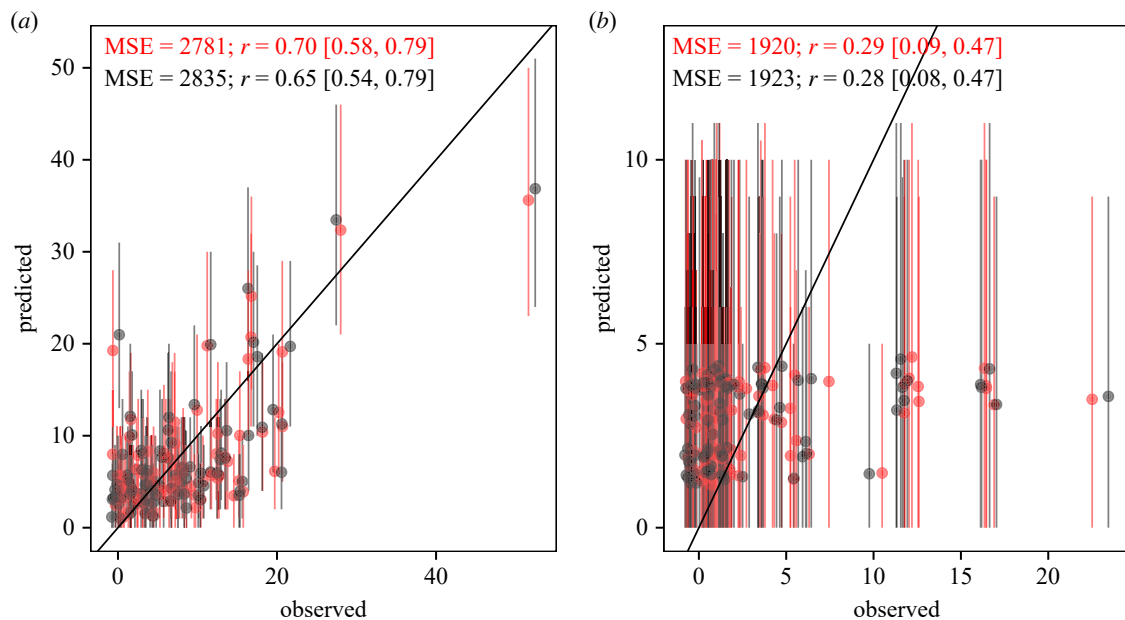 (a)
MSE = 2781; r = 0.70 [0.58, 0.79]
MSE = 2835; r = 0.65 [0.54, 0.79]
50
40
30
20
10
0
predicted
0
20
40
observed
(b)
MSE = 1920; r = 0.29 [0.09, 0.47]
MSE = 1923; r = 0.28 [0.08, 0.47]
10
5
0
predicted
0
5
10
15
20
observed